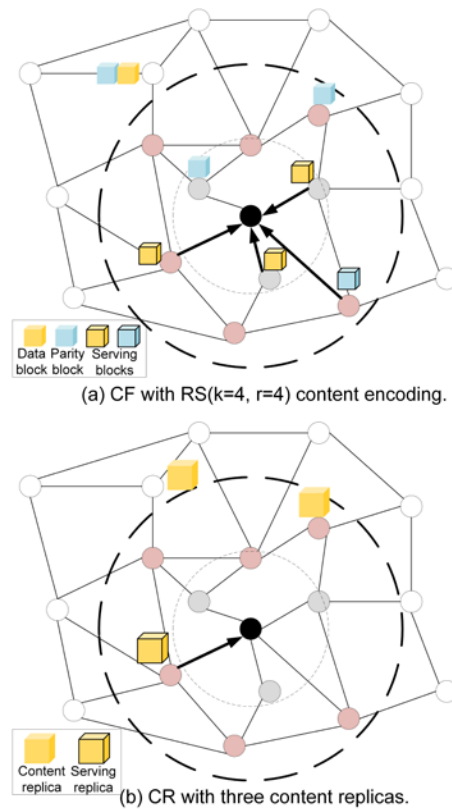 Data Parity Serving
block block blocks
(a) CF with RS(k=4, r=4) content encoding.
Content Serving
replica replica
(b) CR with three content replicas.